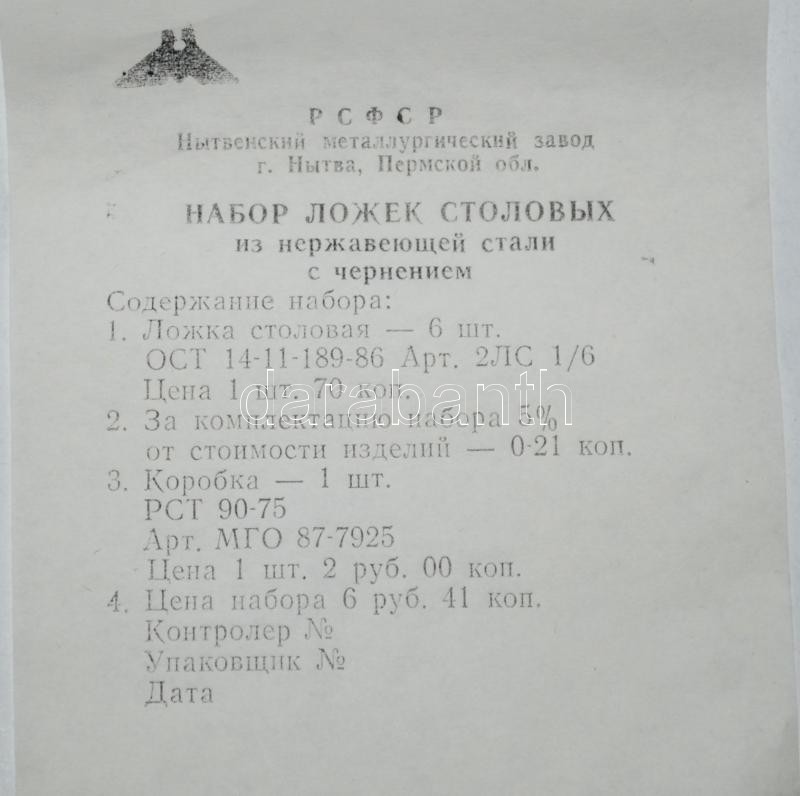 РСФСР
Нытвенский металлургический завод
г. Нытва, Пермской обл.
НАБОР ЛОЖЕК СТОЛОВЫХ
из нержавеющей стали
с чернением
Содержание набора:
1. Ложка столовая — 6 шт.
ОСТ 14-11-189-86 Арт. 2ЛС 1/6
Цена 1 шт. 70 коп.
darabanth
2. За комплектацию набора 5%
от стоимости изделий — 0-21 коп.
3. Коробка — 1 шт.
РСТ 90-75
Арт. МГО 87-7925
Цена 1 шт. 2 руб. 00 коп.
4. Цена набора 6 руб. 41 коп.
Контролер №
Упаковщик №
Дата